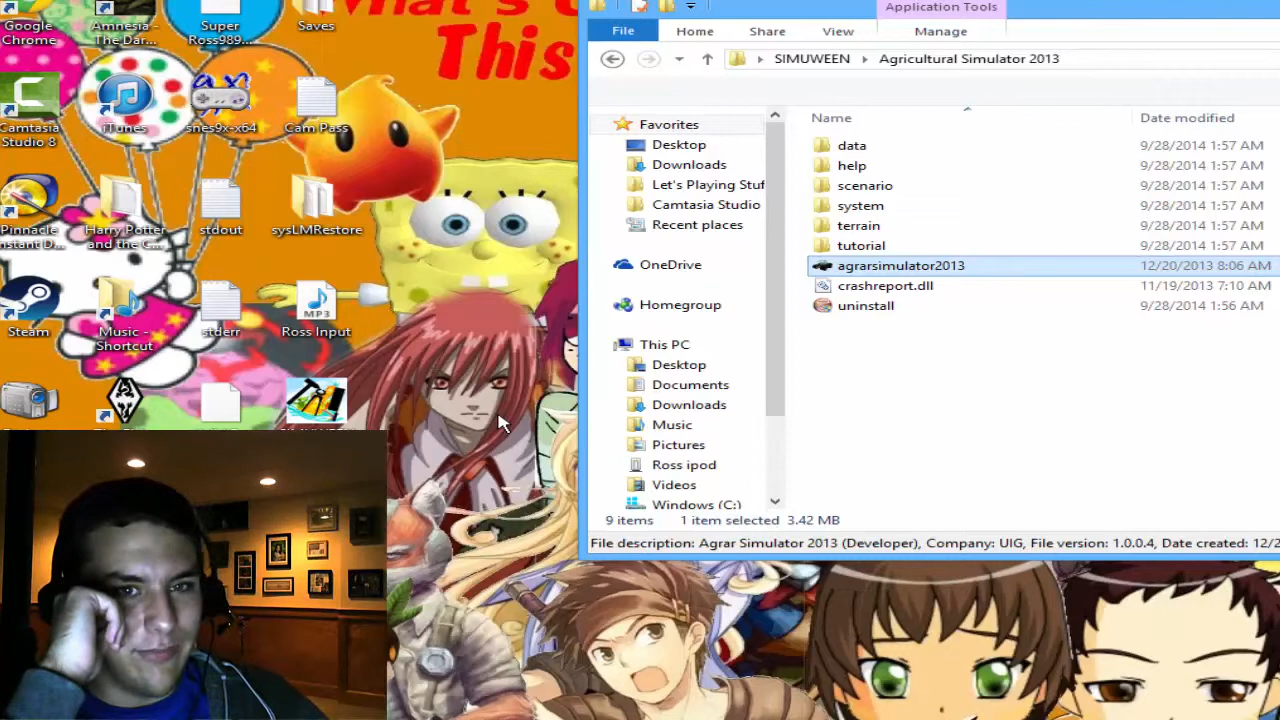 What's
This
Google
Chrome
Amnesia -
The Dar...
Super
Ross989...
Saves
Camtasia
Studio 8
iTunes
snes9x-x64
Cam Pass
Pinnacle
Instant D...
Harry Potter
and the C...
stdout
sysLMRestore
Steam
Music -
Shortcut
stderr
Ross Input
MP3
Application Tools
File Home Share View Manage
SIMUWEEN Agricultural Simulator 2013
Favorites
Desktop
Downloads
Let's Playing Stuf
Camtasia Studio
Recent places
OneDrive
Homegroup
This PC
Desktop
Documents
Downloads
Music
Pictures
Ross ipod
Videos
Windows (C:)
Name Date modified
data 9/28/2014 1:57 AM
help 9/28/2014 1:57 AM
scenario 9/28/2014 1:57 AM
system 9/28/2014 1:57 AM
terrain 9/28/2014 1:57 AM
tutorial 9/28/2014 1:57 AM
agrarsimulator2013 12/20/2013 8:06 AM
crashreport.dll 11/19/2013 7:10 AM
uninstall 9/28/2014 1:56 AM
9 items 1 item selected 3.42 MB
File description: Agrar Simulator 2013 (Developer), Company: UIG, File version: 1.0.0.4, Date created: 12/2